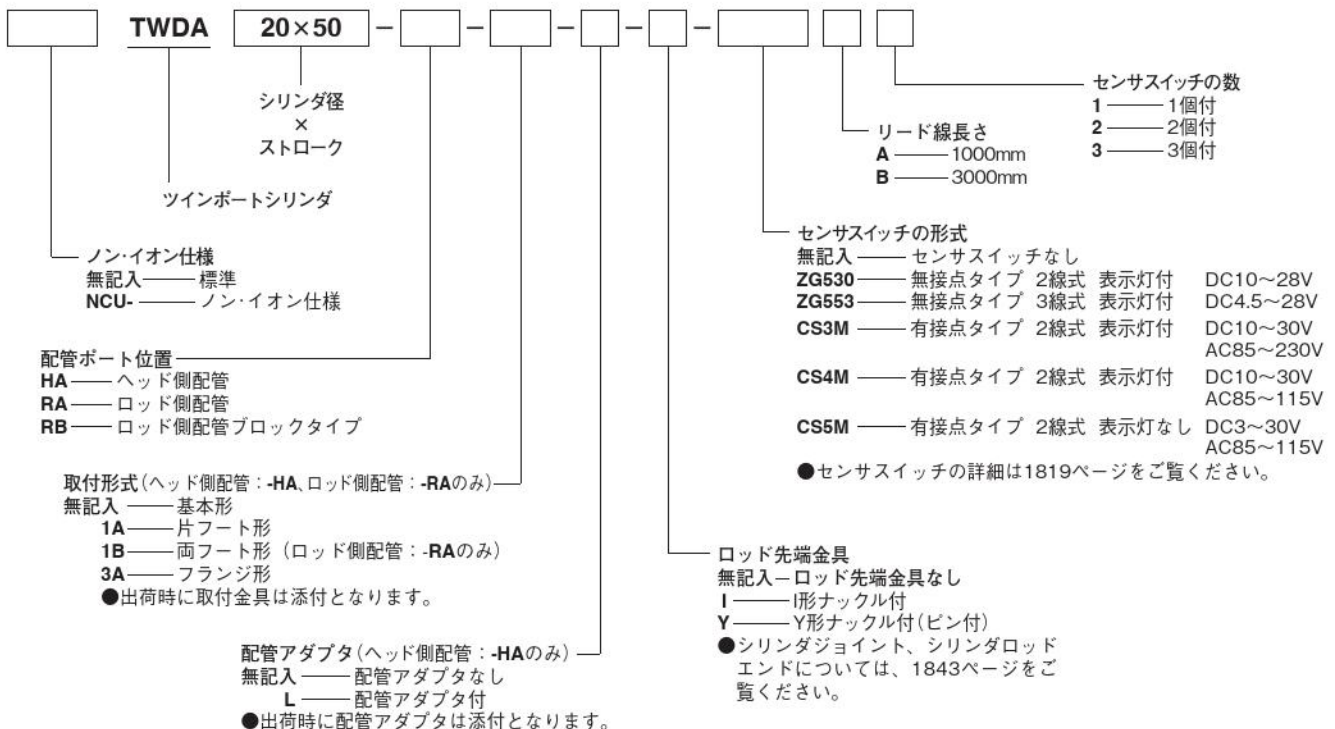 TWDA 20×50 － － － － －
シリンダ径
×
ストローク
ツインポートシリンダ
ノン・イオン仕様
無記入――標準
NCU-――ノン・イオン仕様
配管ポート位置
HA――ヘッド側配管
RA――ロッド側配管
RB――ロッド側配管ブロックタイプ
取付形式(ヘッド側配管：-HA、ロッド側配管：-RAのみ)
無記入――基本形
1A――片フート形
1B――両フート形（ロッド側配管：-RAのみ）
3A――フランジ形
●出荷時に取付金具は添付となります。
配管アダプタ(ヘッド側配管：-HAのみ)
無記入――配管アダプタなし
L――配管アダプタ付
●出荷時に配管アダプタは添付となります。
ロッド先端金具
無記入－ロッド先端金具なし
I――I形ナックル付
Y――Y形ナックル付(ピン付)
●シリンダジョイント、シリンダロッド
エンドについては、1843ページをご
覧ください。
センサスイッチの形式
無記入――センサスイッチなし
ZG530――無接点タイプ 2線式 表示灯付 DC10～28V
ZG553――無接点タイプ 3線式 表示灯付 DC4.5～28V
CS3M――有接点タイプ 2線式 表示灯付 DC10～30V
AC85～230V
CS4M――有接点タイプ 2線式 表示灯付 DC10～30V
AC85～115V
CS5M――有接点タイプ 2線式 表示灯なし DC3～30V
AC85～115V
●センサスイッチの詳細は1819ページをご覧ください。
リード線長さ
A――1000mm
B――3000mm
センサスイッチの数
1――1個付
2――2個付
3――3個付